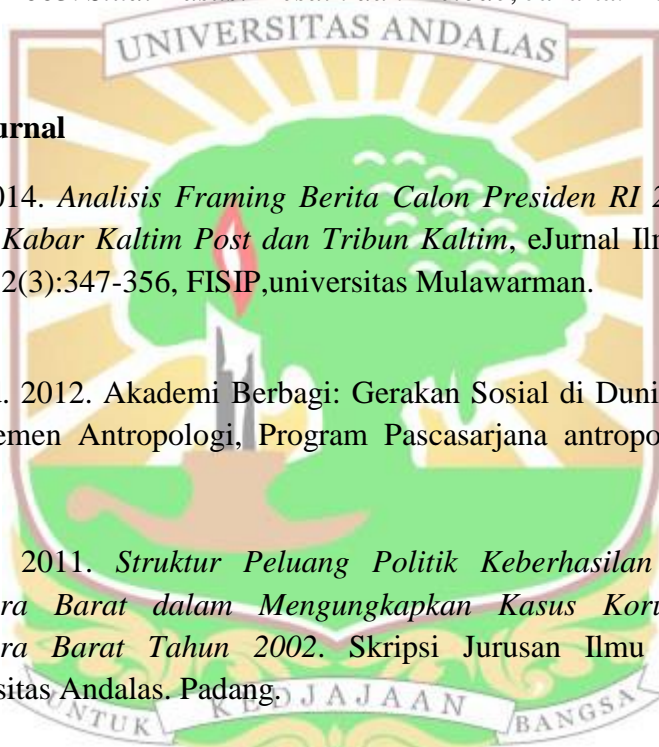 UNIVERSITAS ANDALAS
urnal
014. Analisis Framing Berita Calon Presiden RI 2
Kabar Kaltim Post dan Tribun Kaltim, eJurnal Iln
2(3):347-356, FISIP,universitas Mulawarman.
. 2012. Akademi Berbagi: Gerakan Sosial di Duni
emen Antropologi, Program Pascasarjana antropo
2011. Struktur Peluang Politik Keberhasilan
ra Barat dalam Mengungkapkan Kasus Koru
ra Barat Tahun 2002. Skripsi Jurusan Ilmu
sitas Andalas. Padang.
UNTUK KEDJAJAAN BANGSA